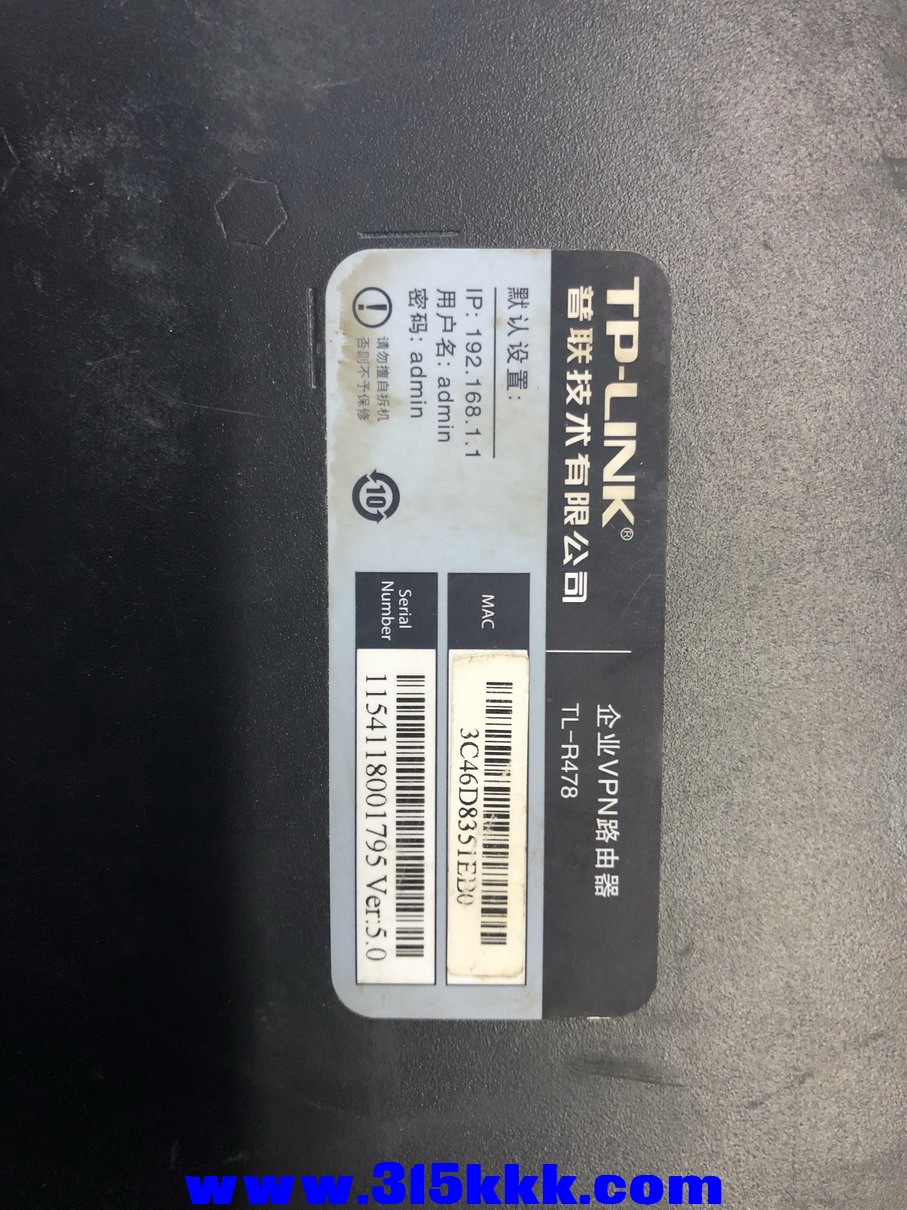 TP-LINK®
普联技术有限公司
企业VPN路由器
TL-R478
默认设置:
IP: 192.168.1.1
用户名: admin
密码: admin
请勿擅自拆机
否则不予保修
10
MAC
3C46D8351EB0
Serial
Number
1154118001795 Ver:5.0
www.315kkk.com